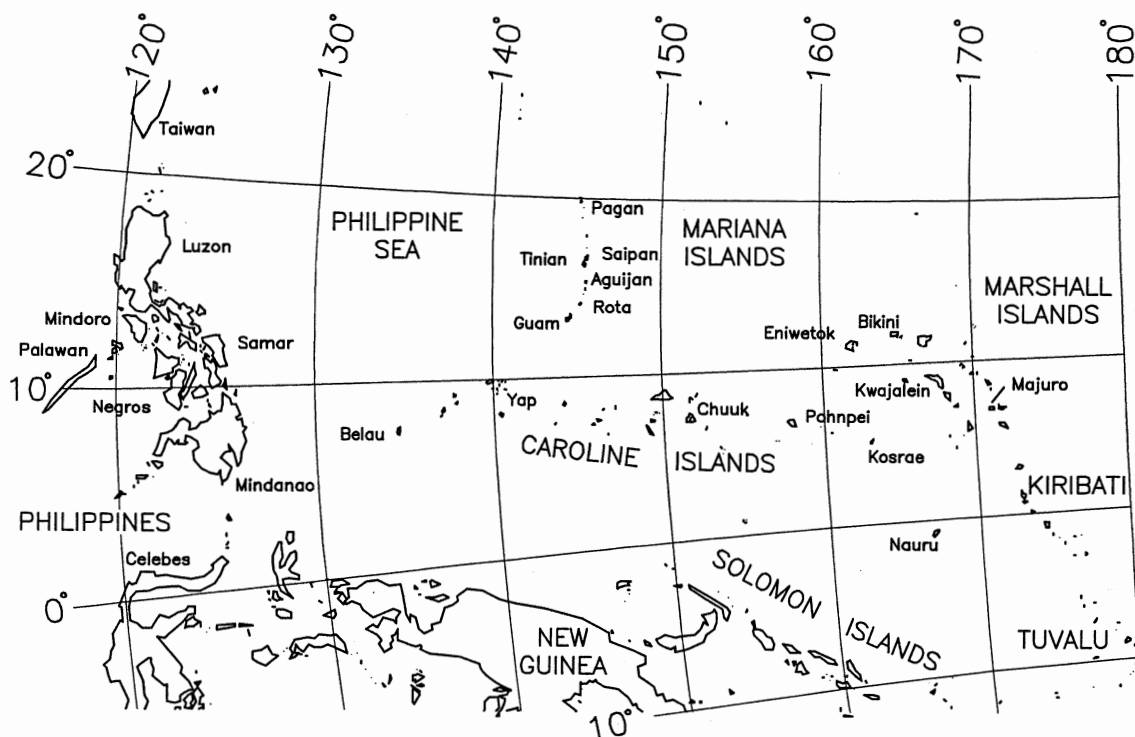 120°
130°
140°
150°
160°
170°
180°
Taiwan
20°
Pagan
PHILIPPINE
SEA
MARIANA
ISLANDS
Luzon
Tinian
Saipan
Aguijan
Rota
Guam
MARSHALL
ISLANDS
Mindoro
Samar
Eniwetok
Bikini
Palawan
10°
Negros
Yap
Kwajalein
Majuro
Belau
Chuuk
Pohnpei
CAROLINE
ISLANDS
Kosrae
Mindanao
KIRIBATI
PHILIPPINES
Nauru
Celebes
0°
SOLOMON
ISLANDS
NEW
GUINEA
TUVALU
10°